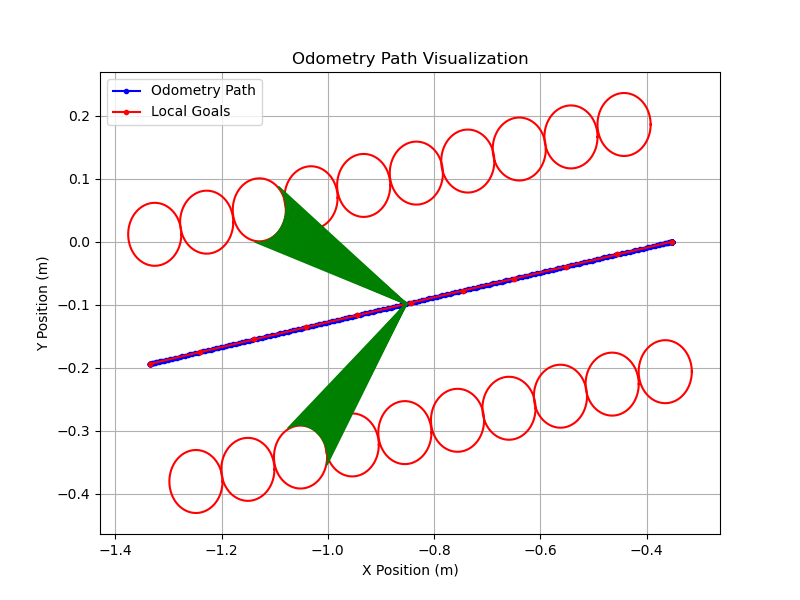 Odometry Path Visualization
Odometry Path
Local Goals
0.2
0.1
0.0
−0.1
−0.2
−0.3
−0.4
Y Position (m)
−1.4 −1.2 −1.0 −0.8 −0.6 −0.4
X Position (m)